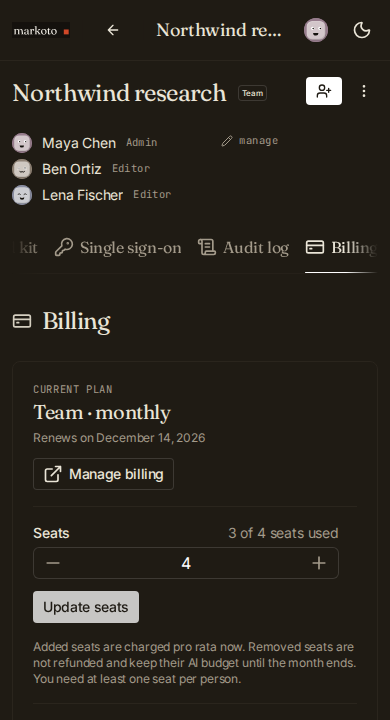 markoto
Northwind re...
Northwind research Team
Maya Chen Admin
manage
Ben Ortiz Editor
Lena Fischer Editor
kit Single sign-on Audit log Billing
Billing
CURRENT PLAN
Team · monthly
Renews on December 14, 2026
Manage billing
Seats 3 of 4 seats used
4
Update seats
Added seats are charged pro rata now. Removed seats are
not refunded and keep their AI budget until the month ends.
You need at least one seat per person.